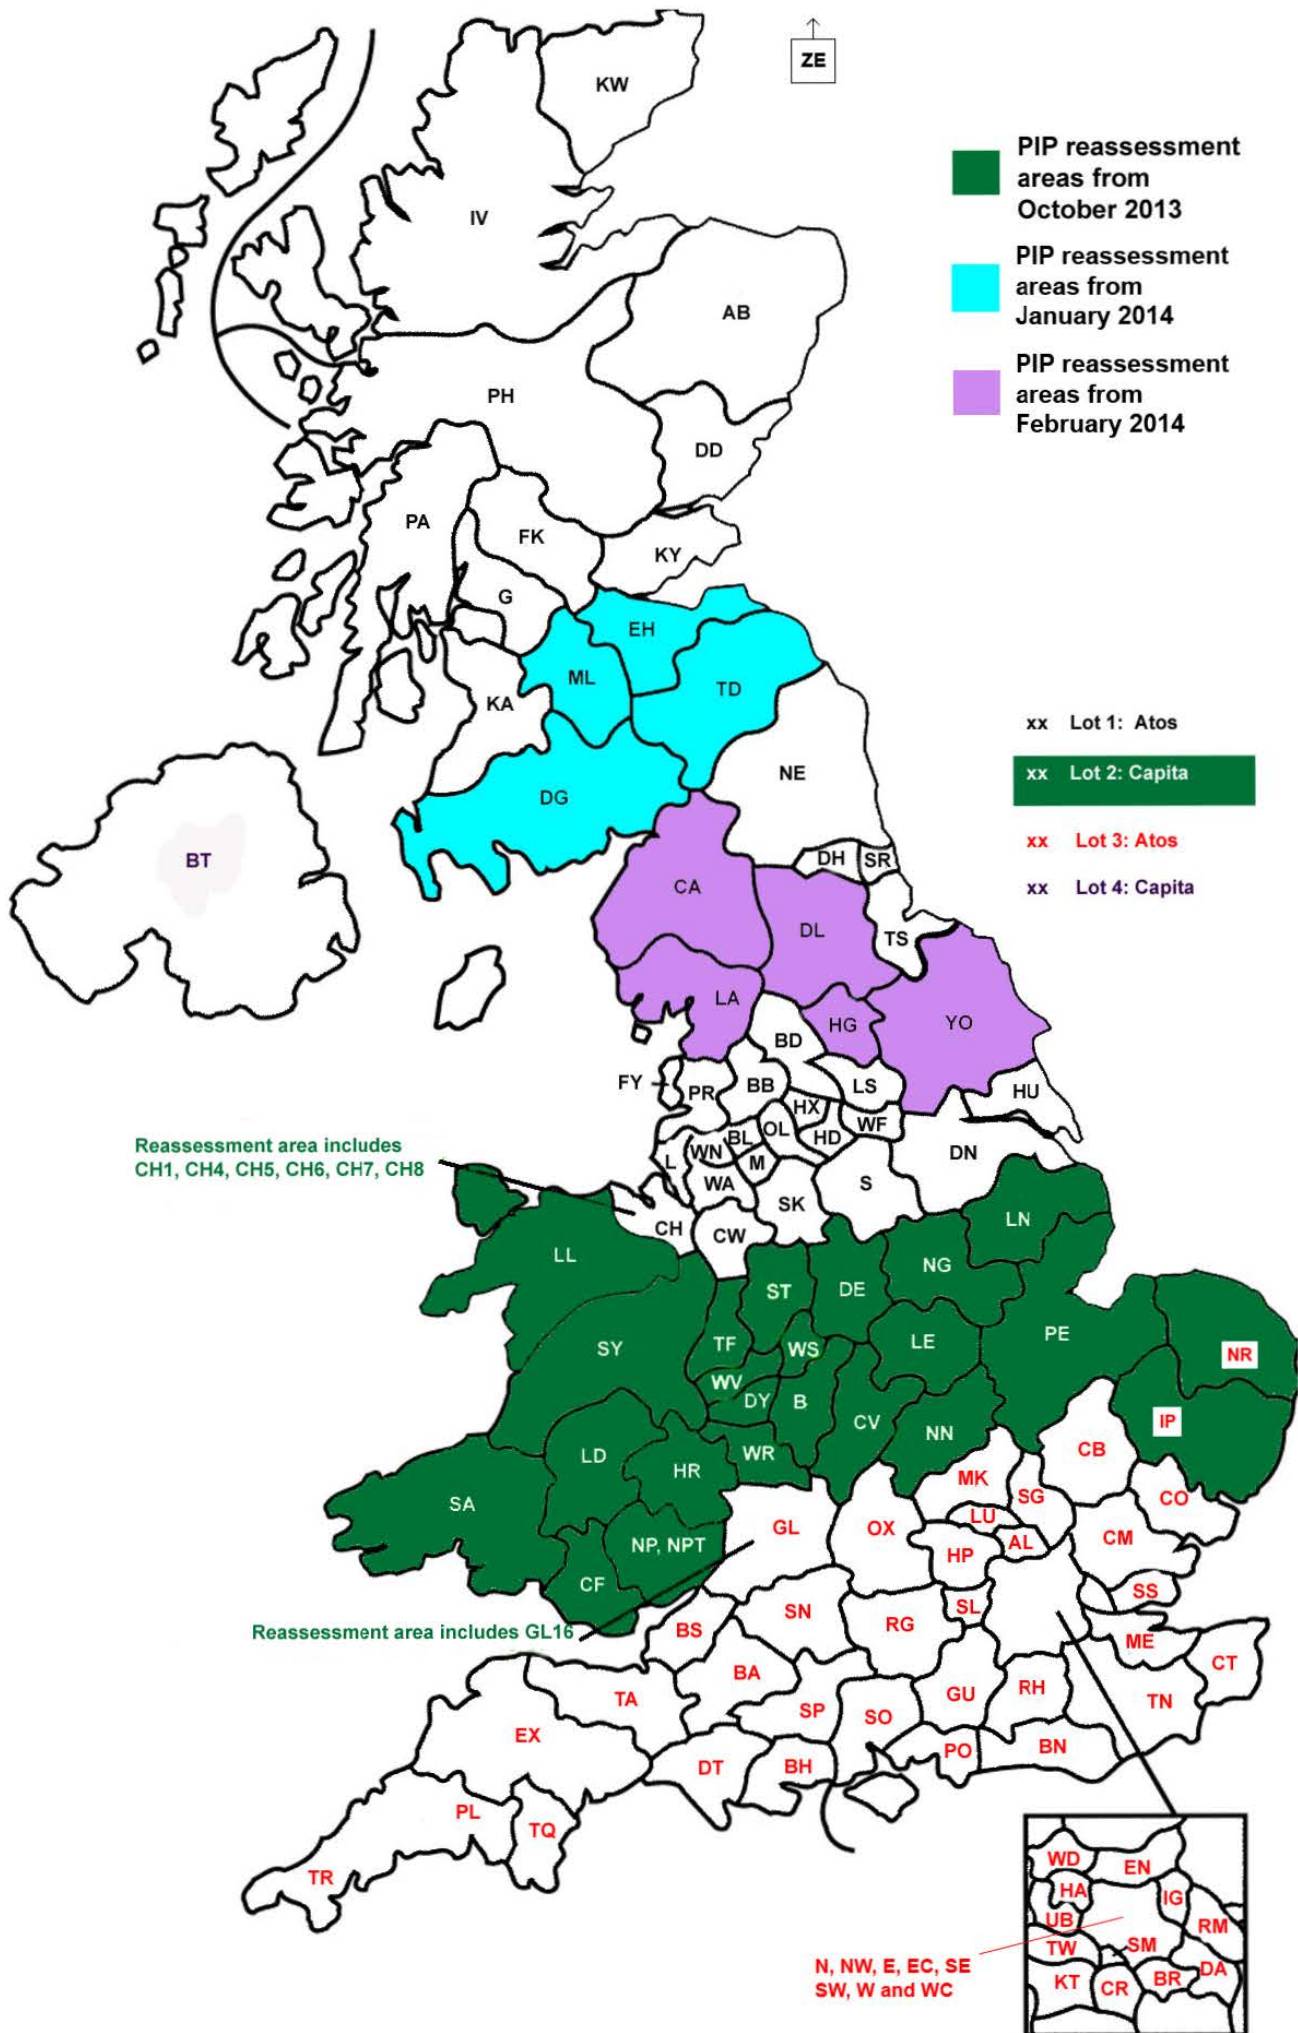 ZE
KW
PIP reassessment
areas from
October 2013
IV
PIP reassessment
areas from
January 2014
AB
PIP reassessment
areas from
February 2014
PH
DD
PA
FK
KY
G
EH
ML
TD
KA
xx Lot 1: Atos
NE
xx Lot 2: Capita
DG
xx Lot 3: Atos
BT
DH
SR
CA
xx Lot 4: Capita
DL
TS
LA
HG
YO
BD
FY
PR
BB
LS
HU
HX
WF
OL
HD
BL
WN
DN
Reassessment area includes
CH1, CH4, CH5, CH6, CH7, CH8
L
M
WA
S
SK
LN
CH
CW
LL
NG
ST
DE
PE
TF
WS
LE
SY
NR
WV
DY
B
CV
IP
NN
CB
WR
LD
HR
MK
SG
CO
SA
LU
GL
OX
AL
CM
NP, NPT
HP
CF
SS
SL
SN
RG
Reassessment area includes GL16
BS
ME
CT
BA
TA
GU
RH
TN
SP
SO
EX
PO
BN
DT
BH
PL
TQ
TR
WD
EN
HA
IG
UB
RM
TW
SM
N, NW, E, EC, SE
SW, W and WC
KT
CR
BR
DA